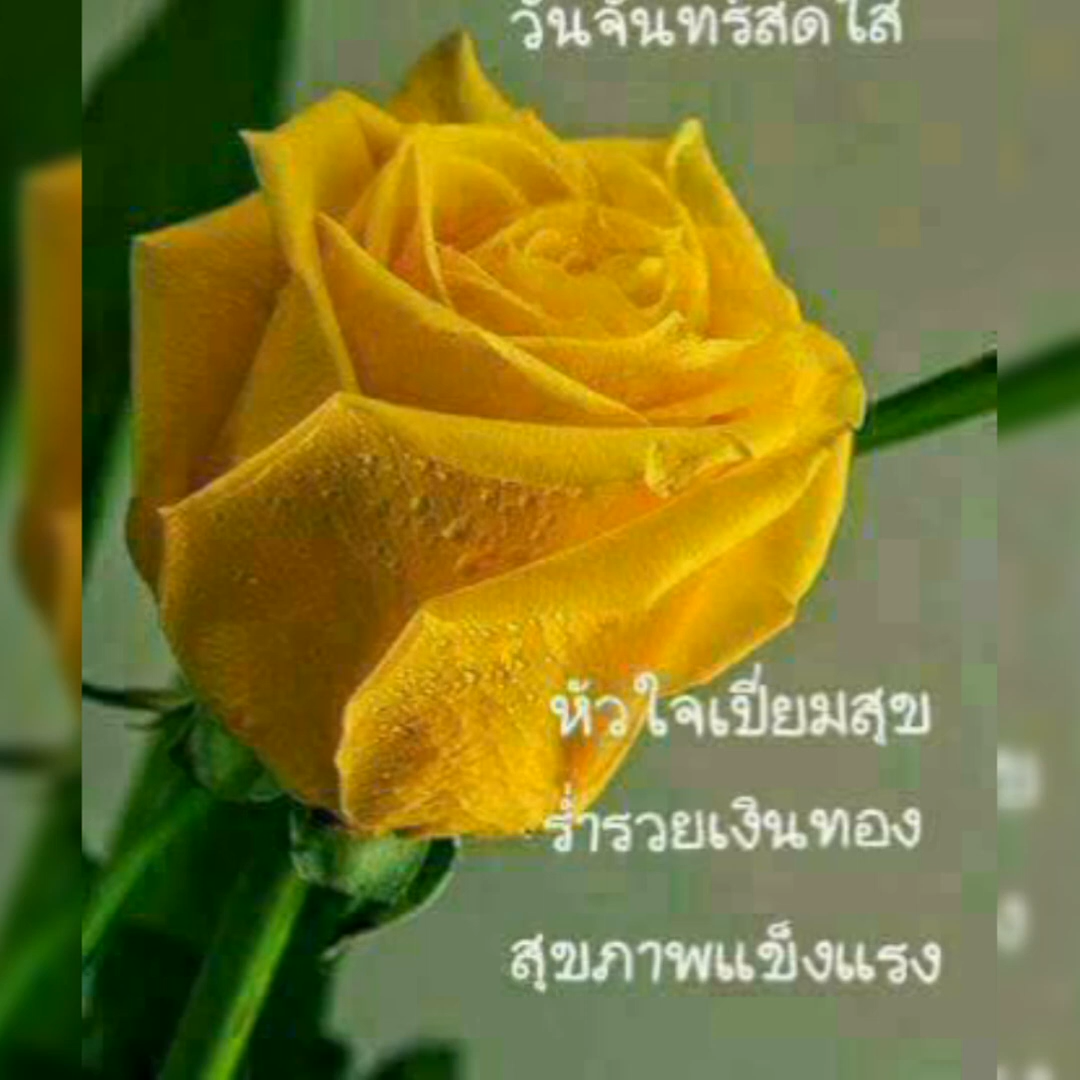 วันจันทร์สดใส
หัวใจเปี่ยมสุข
ร่ำรวยเงินทอง
สุขภาพแข็งแรง